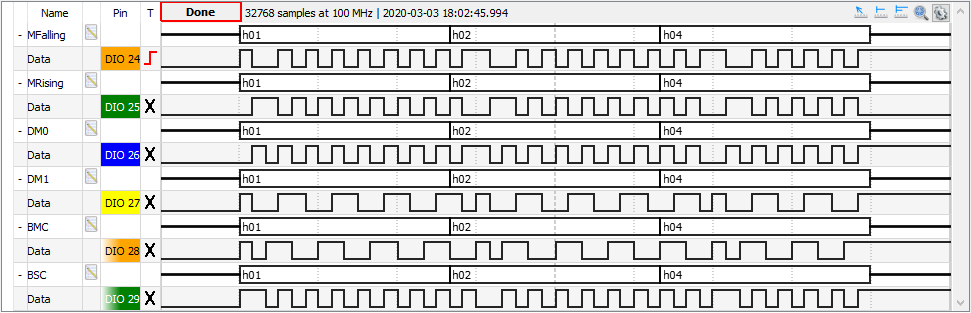 Name Pin T Done 32768 samples at 100 MHz | 2020-03-03 18:02:45.994
- MFalling h01 h02 h04
Data DIO 24
- MRising h01 h02 h04
Data DIO 25 X
- DM0 h01 h02 h04
Data DIO 26 X
- DM1 h01 h02 h04
Data DIO 27 X
- BMC h01 h02 h04
Data DIO 28 X
- BSC h01 h02 h04
Data DIO 29 X